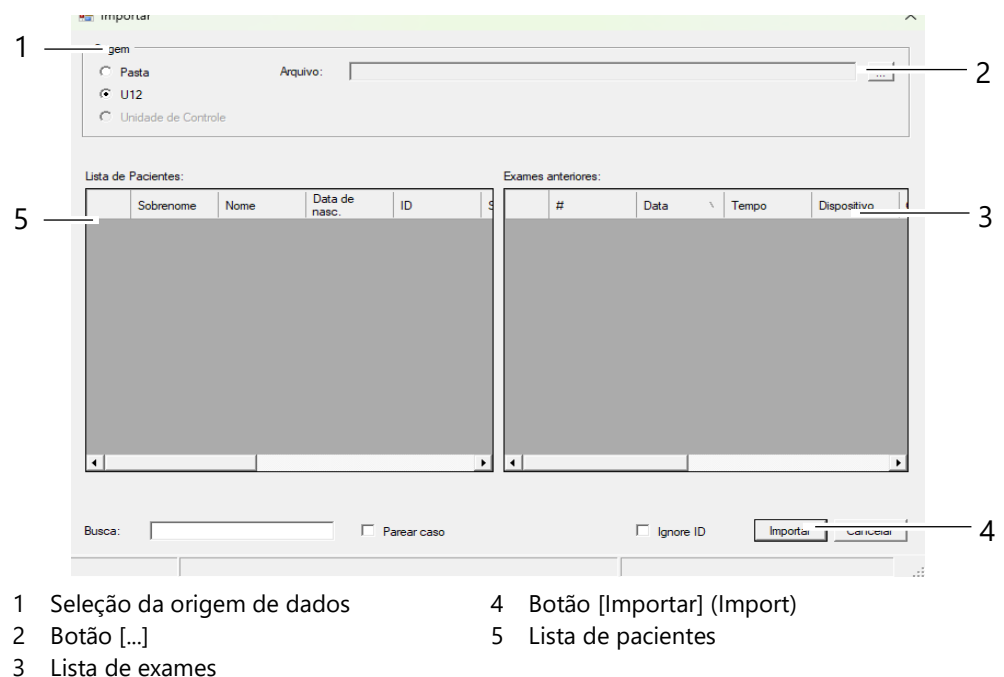 Importar
1
Pasta
Arquivo:
...
2
U12
Unidade de Controle
Lista de Pacientes:
Exames anteriores:
Sobrenome Nome Data de nasc. ID S
# Data Tempo Dispositivo
5
3
Busca:
Parear caso
Ignore ID
Importar
Cancelar
4
1 Seleção da origem de dados
2 Botão [...]
3 Lista de exames
4 Botão [Importar] (Import)
5 Lista de pacientes